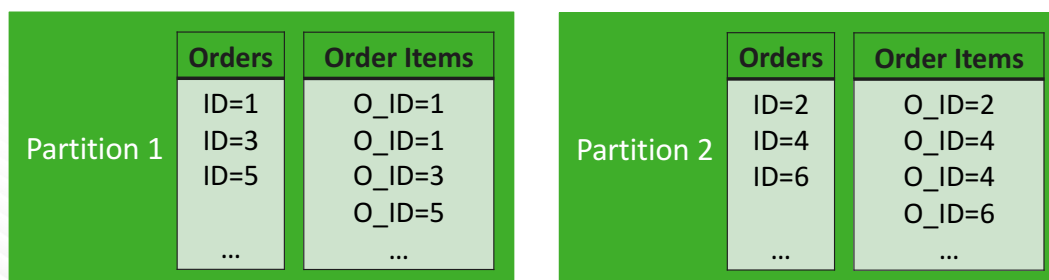 Partition 1
Orders
ID=1
ID=3
ID=5
...
Order Items
O_ID=1
O_ID=1
O_ID=3
O_ID=5
...
Partition 2
Orders
ID=2
ID=4
ID=6
...
Order Items
O_ID=2
O_ID=4
O_ID=4
O_ID=6
...